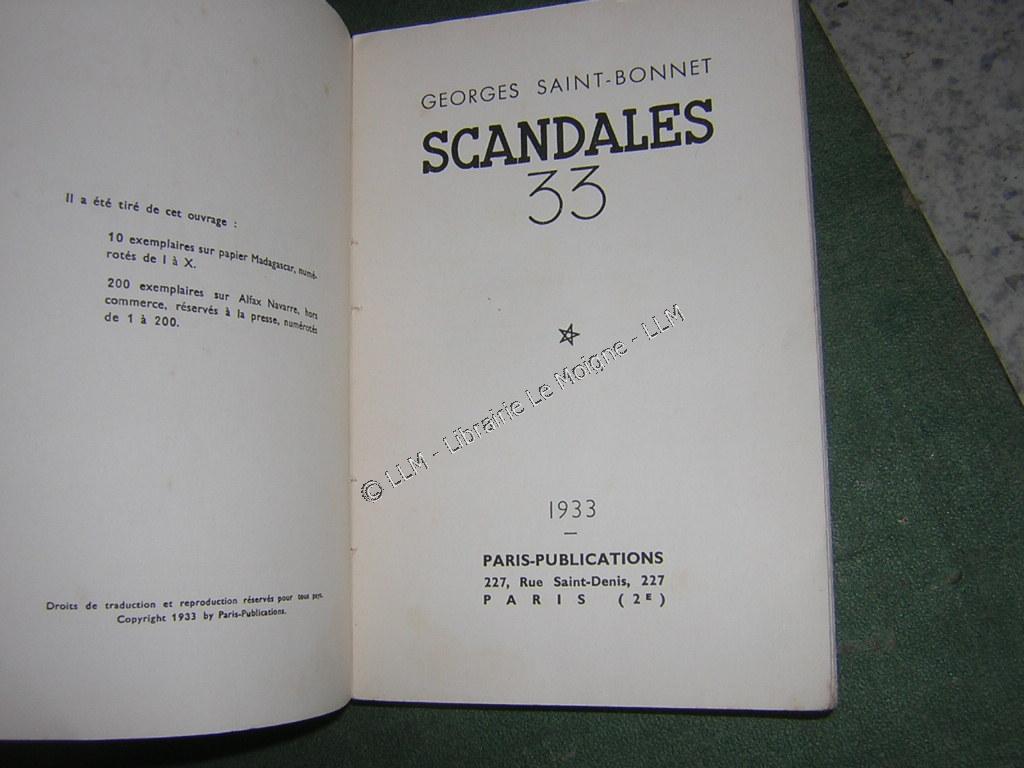 Il a été tiré de cet ouvrage :
10 exemplaires sur papier Madagascar, numé-
rotés de I à X.
200 exemplaires sur Alfax Navarre, hors
commerce, réservés à la presse, numérotés
de 1 à 200.
Droits de traduction et reproduction réservés pour tous pays.
Copyright 1933 by Paris-Publications.
GEORGES SAINT-BONNET
SCANDALES
33
© LLM - Librairie Le Moigne - LLM
1933
PARIS-PUBLICATIONS
227, Rue Saint-Denis, 227
PARIS (2E)